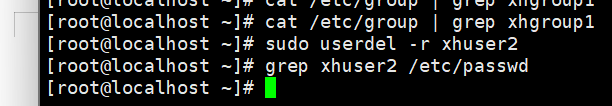 [root@localhost ~]# cat /etc/group | grep xhgroup1
[root@localhost ~]# cat /etc/group | grep xhgroup1
[root@localhost ~]# sudo userdel -r xhuser2
[root@localhost ~]# grep xhuser2 /etc/passwd
[root@localhost ~]#